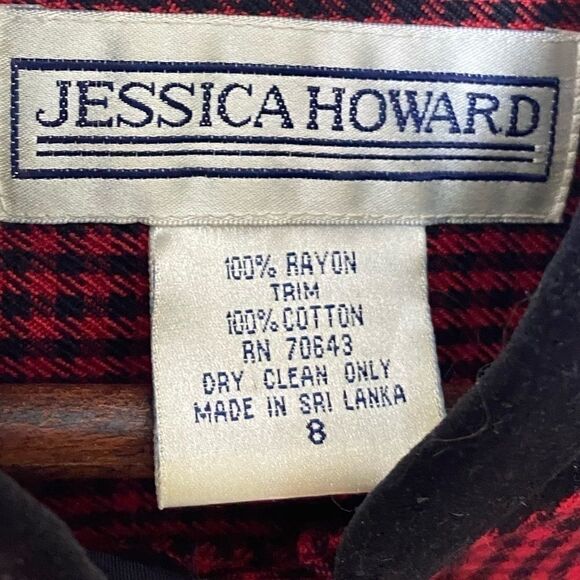 JESSICA HOWARD
100% RAYON
TRIM
100% COTTON
RN 70643
DRY CLEAN ONLY
MADE IN SRI LANKA
8